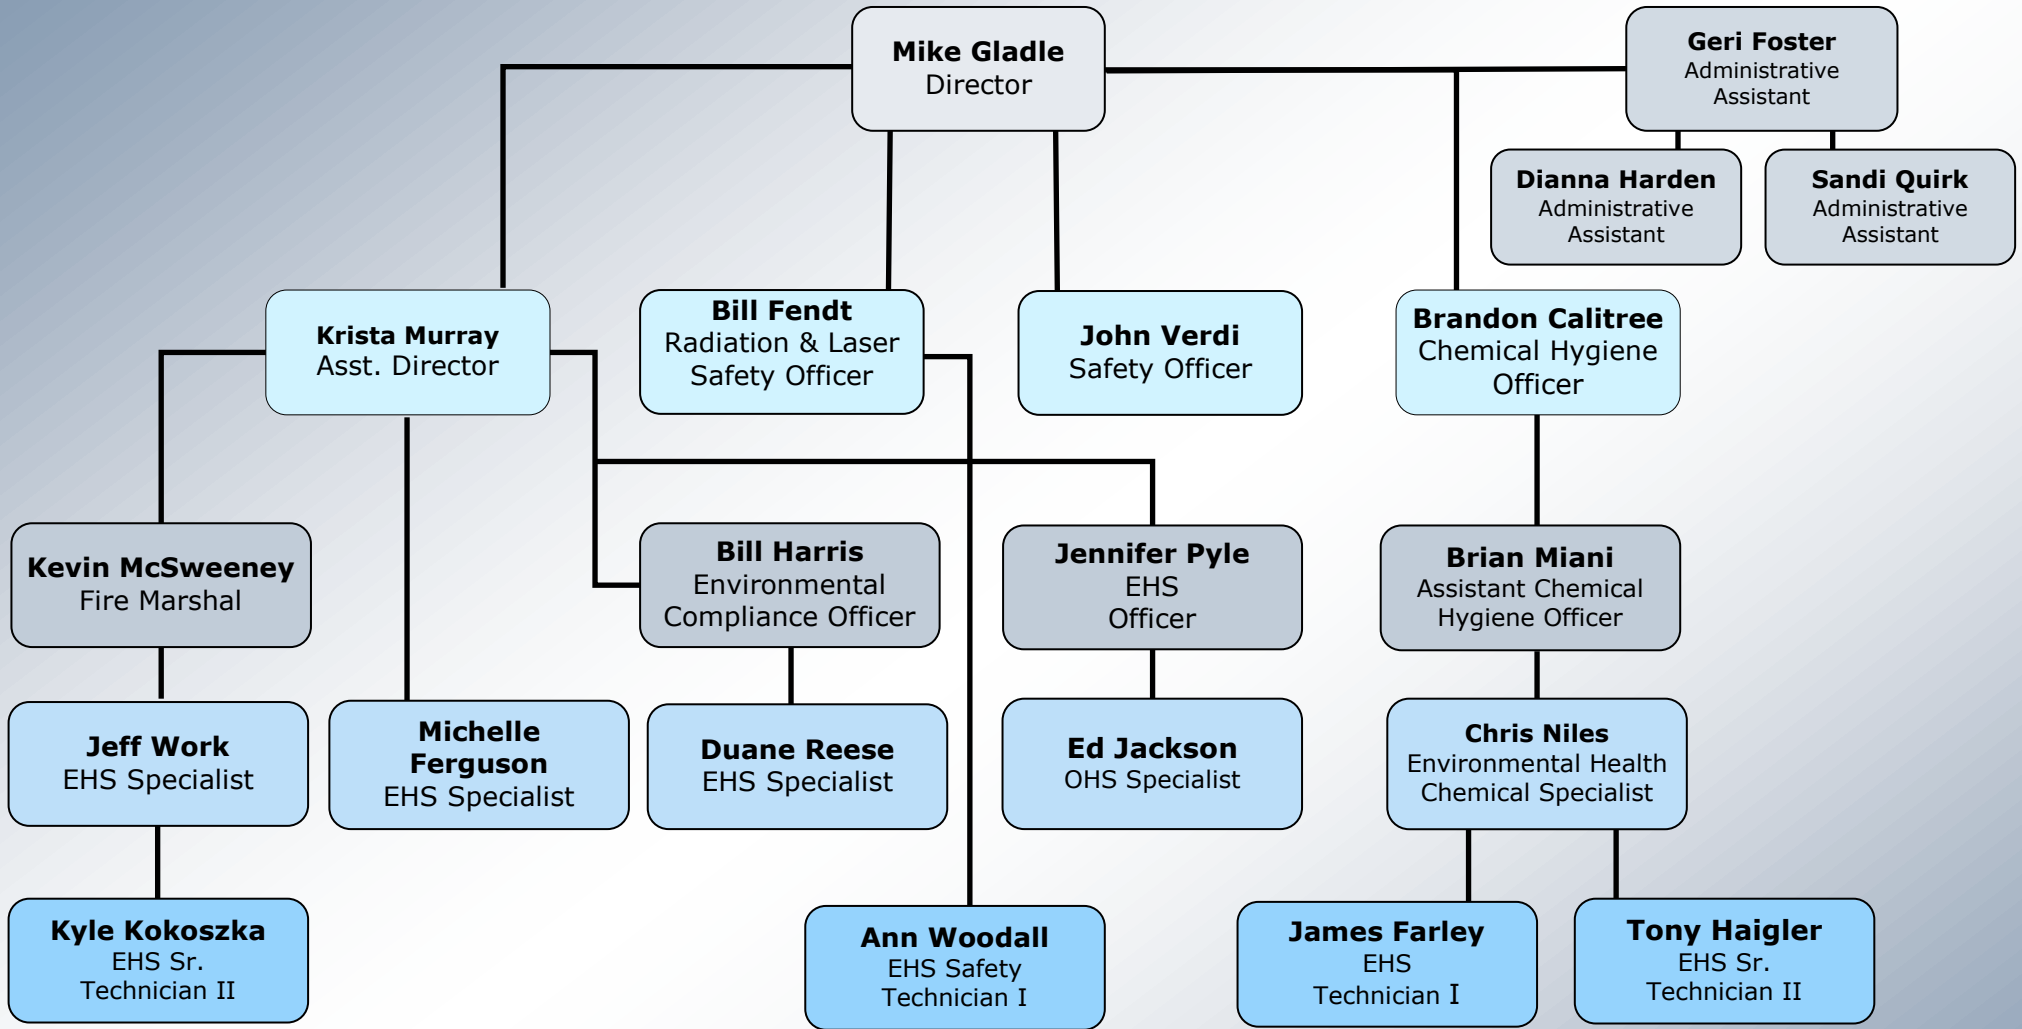 Mike Gladle
Director
Geri Foster
Administrative
Assistant
Dianna Harden
Administrative
Assistant
Sandi Quirk
Administrative
Assistant
Krista Murray
Asst. Director
Bill Fendt
Radiation & Laser
Safety Officer
John Verdi
Safety Officer
Brandon Calitree
Chemical Hygiene
Officer
Kevin McSweeney
Fire Marshal
Bill Harris
Environmental
Compliance Officer
Jennifer Pyle
EHS
Officer
Brian Miani
Assistant Chemical
Hygiene Officer
Jeff Work
EHS Specialist
Michelle
Ferguson
EHS Specialist
Duane Reese
EHS Specialist
Ed Jackson
OHS Specialist
Chris Niles
Environmental Health
Chemical Specialist
Kyle Kokoszka
EHS Sr.
Technician II
Ann Woodall
EHS Safety
Technician I
James Farley
EHS
Technician I
Tony Haigler
EHS Sr.
Technician II